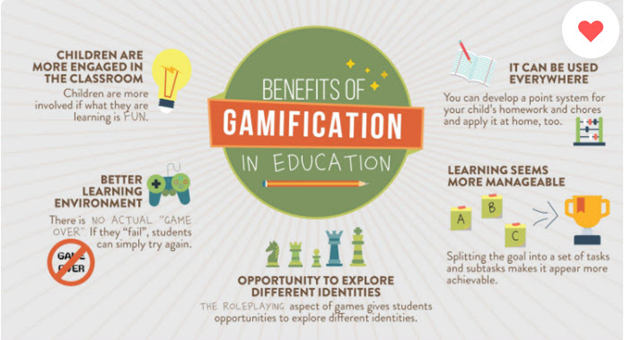 BENEFITS OF
GAMIFICATION
IN EDUCATION
CHILDREN ARE
MORE ENGAGED IN
THE CLASSROOM
Children are more
involved if what they are
learning is FUN.
BETTER
LEARNING
ENVIRONMENT
There is NO ACTUAL "GAME
OVER" If they "fail", students
can simply try again.
GAME
OVER
OPPORTUNITY TO EXPLORE
DIFFERENT IDENTITIES
THE ROLEPLAYING aspect of games gives students
opportunities to explore different identities.
IT CAN BE USED
EVERYWHERE
You can develop a point system for
your child's homework and chores
and apply it at home, too.
LEARNING SEEMS
MORE MANAGEABLE
A
B
C
Splitting the goal into a set of tasks
and subtasks makes it appear more
achievable.